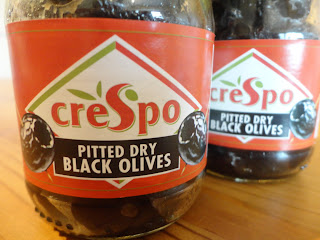 creSpo
PITTED DRY
BLACK OLIVES
creSpo
PITTED DRY
BLACK OLIVES